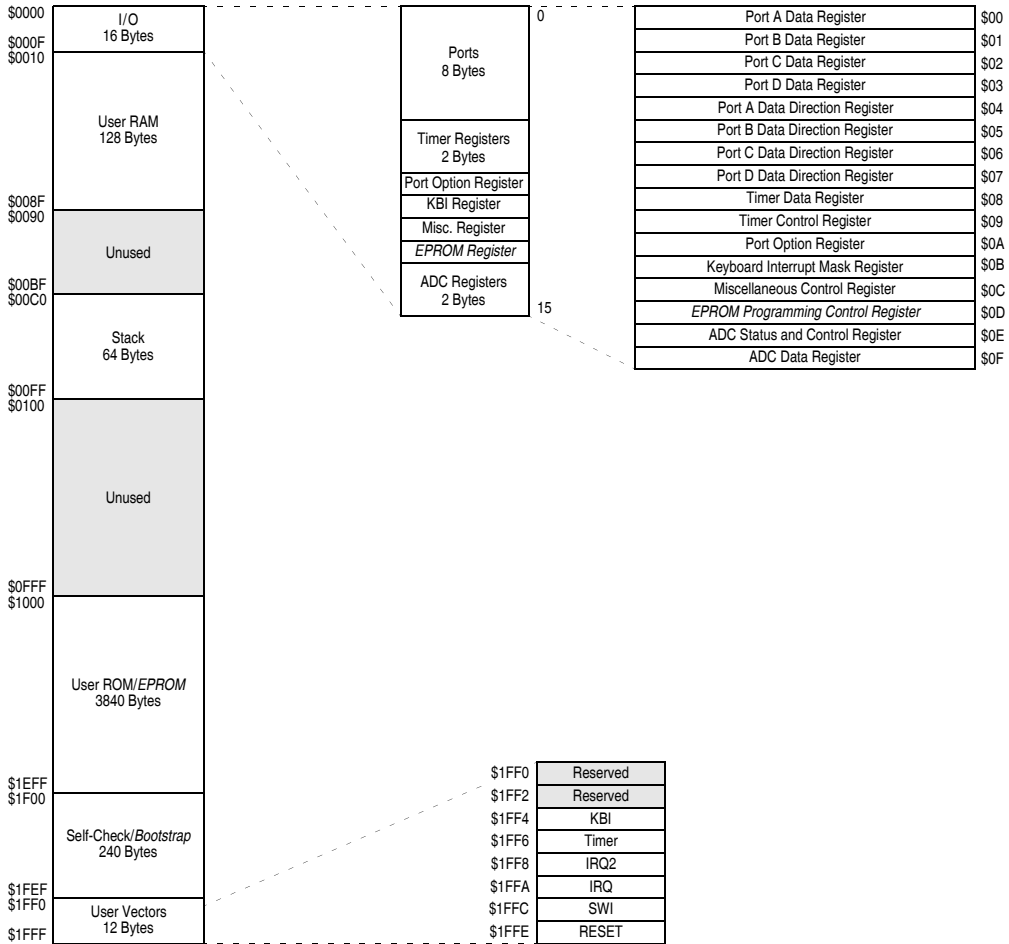 $0000
I/O
16 Bytes
$000F
$0010
User RAM
128 Bytes
$008F
$0090
Unused
$00BF
$00C0
Stack
64 Bytes
$00FF
$0100
Unused
$0FFF
$1000
User ROM/EPROM
3840 Bytes
$1EFF
$1F00
Self-Check/Bootstrap
240 Bytes
$1FEF
$1FF0
User Vectors
12 Bytes
$1FFF
0
Ports
8 Bytes
Timer Registers
2 Bytes
Port Option Register
KBI Register
Misc. Register
EPROM Register
ADC Registers
2 Bytes
15
Port A Data Register $00
Port B Data Register $01
Port C Data Register $02
Port D Data Register $03
Port A Data Direction Register $04
Port B Data Direction Register $05
Port C Data Direction Register $06
Port D Data Direction Register $07
Timer Data Register $08
Timer Control Register $09
Port Option Register $0A
Keyboard Interrupt Mask Register $0B
Miscellaneous Control Register $0C
EPROM Programming Control Register $0D
ADC Status and Control Register $0E
ADC Data Register $0F
$1FF0 Reserved
$1FF2 Reserved
$1FF4 KBI
$1FF6 Timer
$1FF8 IRQ2
$1FFA IRQ
$1FFC SWI
$1FFE RESET